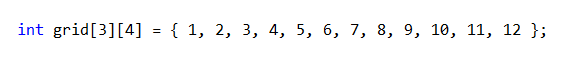 int grid[3][4] = { 1, 2, 3, 4, 5, 6, 7, 8, 9, 10, 11, 12 };